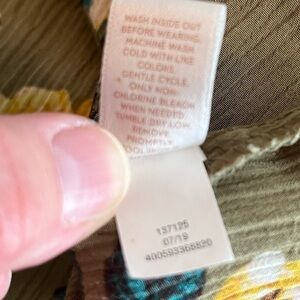 WASH INSIDE OUT
BEFORE WEARING.
MACHINE WASH
COLD WITH LIKE
COLORS.
GENTLE CYCLE.
ONLY NON-
CHLORINE BLEACH
WHEN NEEDED
TUMBLE DRY LOW.
REMOVE
PROMPTLY.
137125
07/19
400593368820